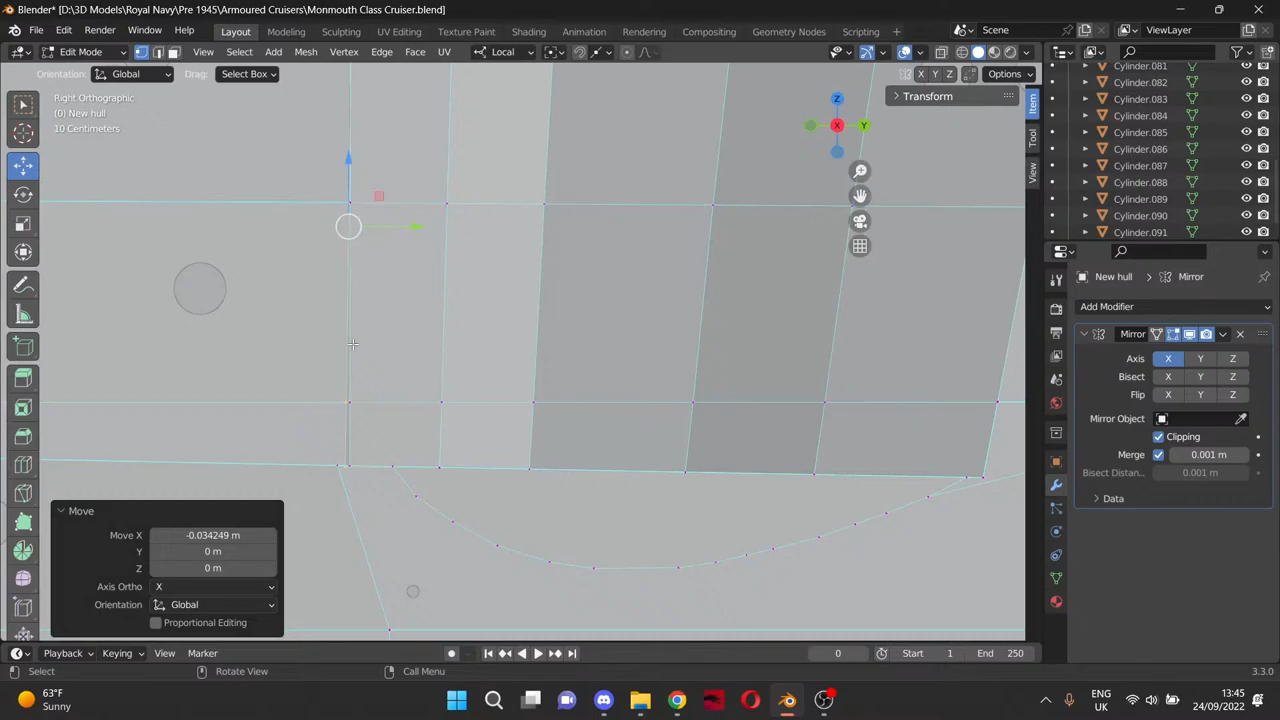 Blender* [D:\3D Models\Royal Navy\Pre 1945\Armoured Cruisers\Monmouth Class Cruiser.blend]
File Edit Render Window Help Layout Modeling Sculpting UV Editing Texture Paint Shading Animation Rendering Compositing Geometry Nodes Scripting + Scene ViewLayer
Edit Mode View Select Add Mesh Vertex Edge Face UV Local
Orientation: Global Drag: Select Box X Y Z Options
Right Orthographic
(0) New hull
10 Centimeters
Transform
Z
X
Y
Item
Tool
View
Cylinder.081
Cylinder.082
Cylinder.083
Cylinder.084
Cylinder.085
Cylinder.086
Cylinder.087
Cylinder.088
Cylinder.089
Cylinder.090
Cylinder.091
New hull > Mirror
Add Modifier
Mirror
Axis X Y Z
Bisect X Y Z
Flip X Y Z
Mirror Object
Clipping
Merge 0.001 m
Bisect Distan... 0.001 m
Data
Move
Move X -0.034249 m
Y 0 m
Z 0 m
Axis Ortho X
Orientation Global
Proportional Editing
Playback Keying View Marker 0 Start 1 End 250
Select Rotate View Call Menu 3.3.0
63°F
Sunny
ENG
UK
13:45
24/09/2022